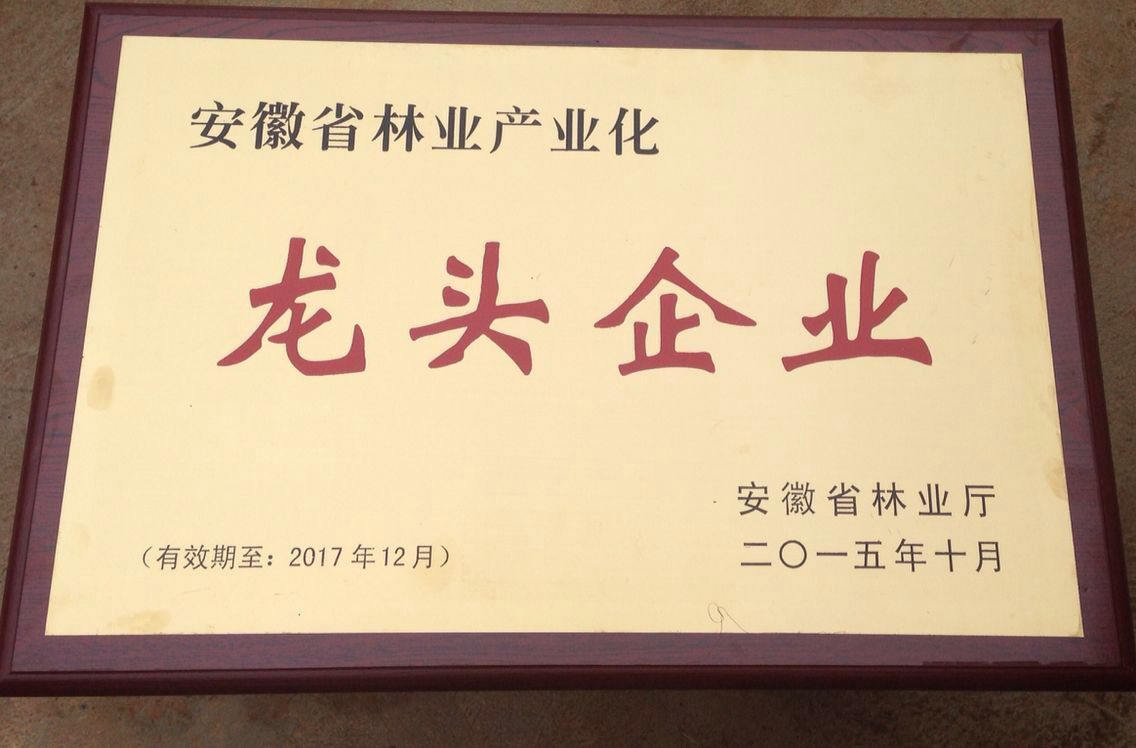 安徽省林业产业化
龙头企业
安徽省林业厅
（有效期至：2017年12月）
二〇一五年十月